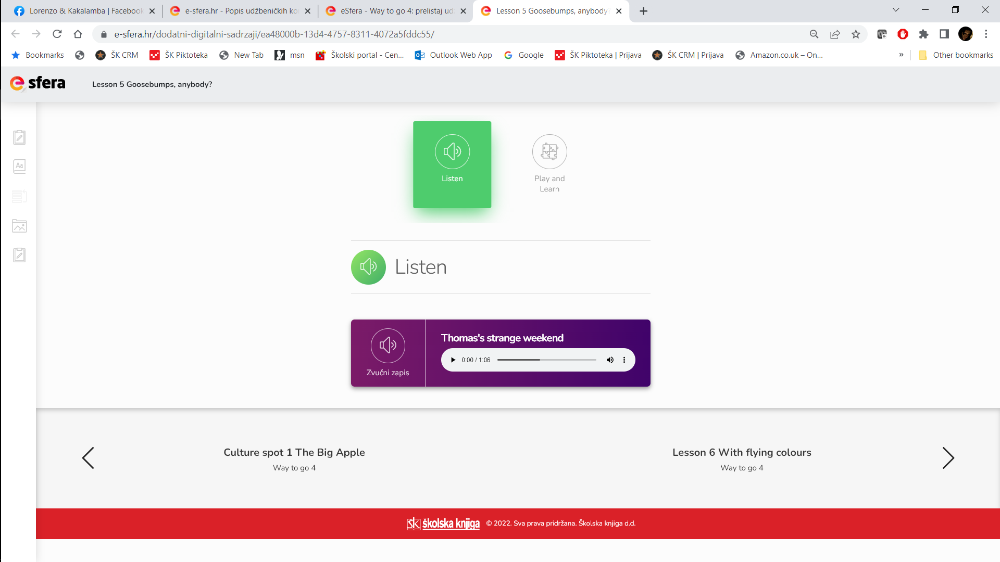 Lorenzo & Kakalamba | Facebook
e-sfera.hr - Popis udžbeničkih ko
eSfera - Way to go 4: prelistaj ud
Lesson 5 Goosebumps, anybody?
e-sfera.hr/dodatni-digitalni-sadrzaji/ea48000b-13d4-4757-8311-4072a5fddc55/
Bookmarks ŠK CRM ŠK Piktoteka New Tab msn Školski portal - Cen... Outlook Web App Google ŠK Piktoteka | Prijava ŠK CRM | Prijava Amazon.co.uk – On... » Other bookmarks
e sfera
Lesson 5 Goosebumps, anybody?
Aa
Listen
Play and
Learn
Listen
Zvučni zapis
Thomas's strange weekend
0:00 / 1:06
Culture spot 1 The Big Apple
Way to go 4
Lesson 6 With flying colours
Way to go 4
ŠK školska knjiga © 2022. Sva prava pridržana. Školska knjiga d.d.